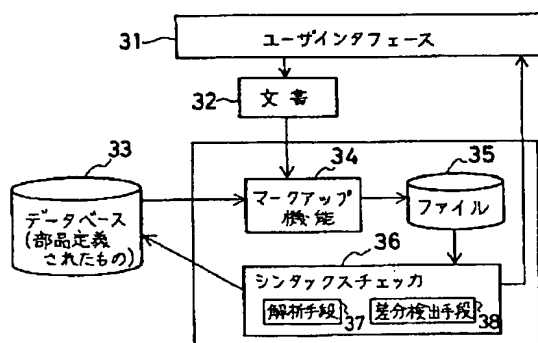 31
ユーザインタフェース
32
文書
33
34
35
データベース
(部品定義
されたもの)
マークアップ
機能
ファイル
36
シンタックスチェッカ
解析手段 37 差分検出手段 38